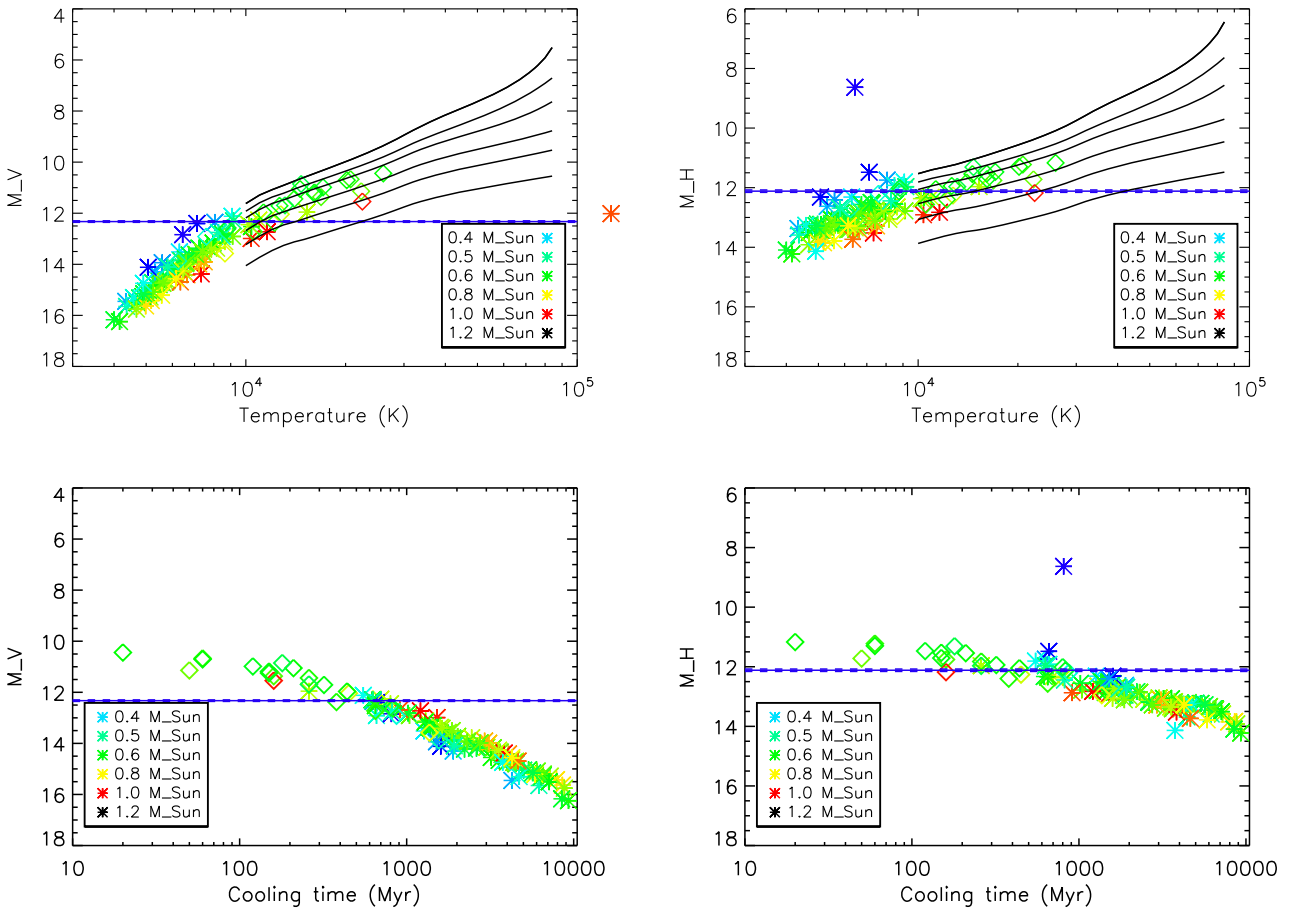 4
6
8
10
12
14
16
18
M_V
10^4
10^5
Temperature (K)
0.4 M_Sun
0.5 M_Sun
0.6 M_Sun
0.8 M_Sun
1.0 M_Sun
1.2 M_Sun
6
8
10
12
14
16
18
M_H
10^4
10^5
Temperature (K)
0.4 M_Sun
0.5 M_Sun
0.6 M_Sun
0.8 M_Sun
1.0 M_Sun
1.2 M_Sun
4
6
8
10
12
14
16
18
M_V
10
100
1000
10000
Cooling time (Myr)
0.4 M_Sun
0.5 M_Sun
0.6 M_Sun
0.8 M_Sun
1.0 M_Sun
1.2 M_Sun
6
8
10
12
14
16
18
M_H
10
100
1000
10000
Cooling time (Myr)
0.4 M_Sun
0.5 M_Sun
0.6 M_Sun
0.8 M_Sun
1.0 M_Sun
1.2 M_Sun